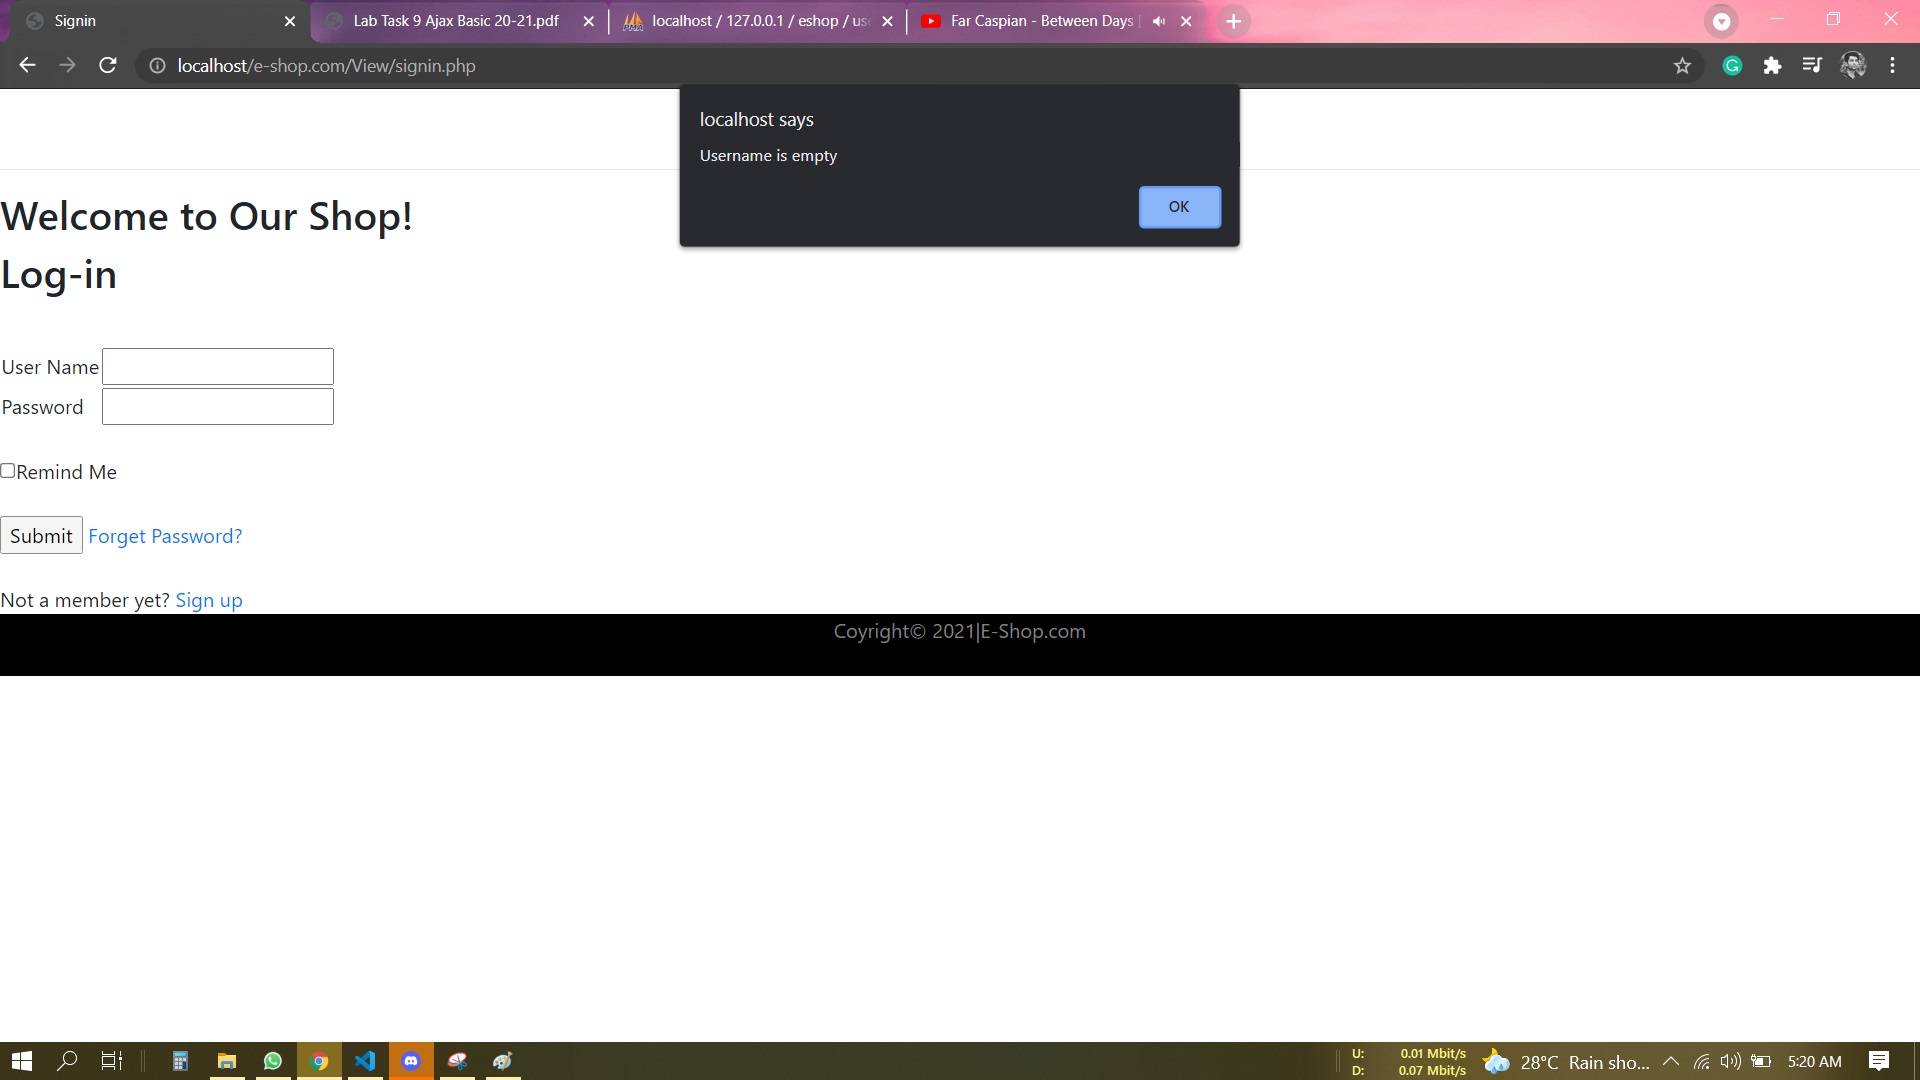 Signin
Lab Task 9 Ajax Basic 20-21.pdf
localhost / 127.0.0.1 / eshop / us
Far Caspian - Between Days |
localhost/e-shop.com/View/signin.php
localhost says
Username is empty
OK
Welcome to Our Shop!
Log-in
User Name
Password
Remind Me
Submit Forget Password?
Not a member yet? Sign up
Coyright© 2021|E-Shop.com
U: 0.01 Mbit/s
D: 0.07 Mbit/s
28°C Rain sho...
5:20 AM